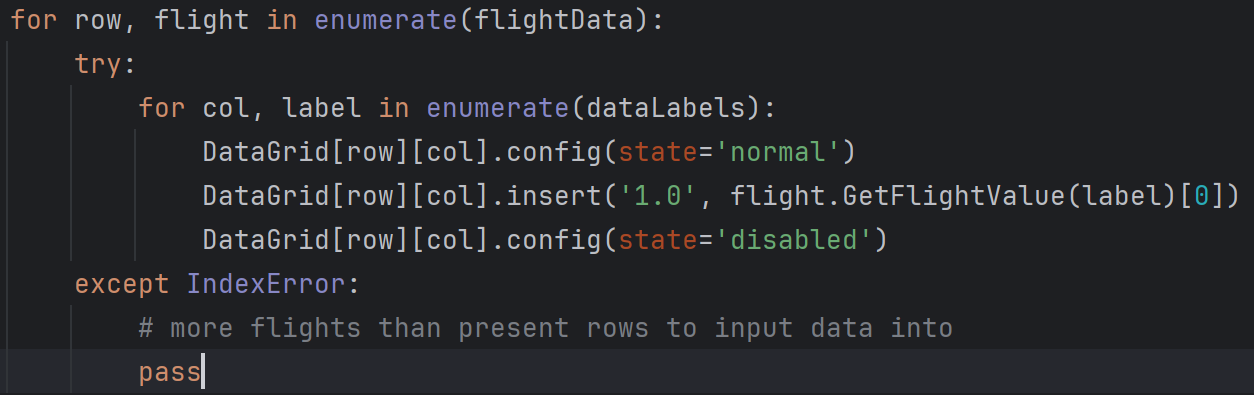 for row, flight in enumerate(flightData):
    try:
        for col, label in enumerate(dataLabels):
            DataGrid[row][col].config(state='normal')
            DataGrid[row][col].insert('1.0', flight.GetFlightValue(label)[0])
            DataGrid[row][col].config(state='disabled')
    except IndexError:
        # more flights than present rows to input data into
        pass